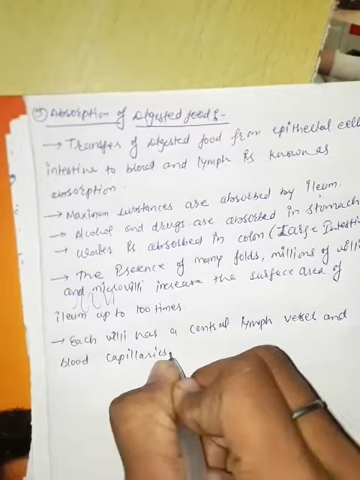 Absorption of Digested food :-
→ Transfer of digested food from epithelial cell
intestine to blood and lymph is known as
absorption.
→ Maximum substances are absorbed by ileum.
→ Alcohol and drugs are absorbed in stomach
→ Water is absorbed in colon (Large Intestin
→ The Presence of many folds, millions of villi
and microvilli increase the surface area of
ileum up to 100 times
→ Each villi has a central lymph vessel and
blood capillaries